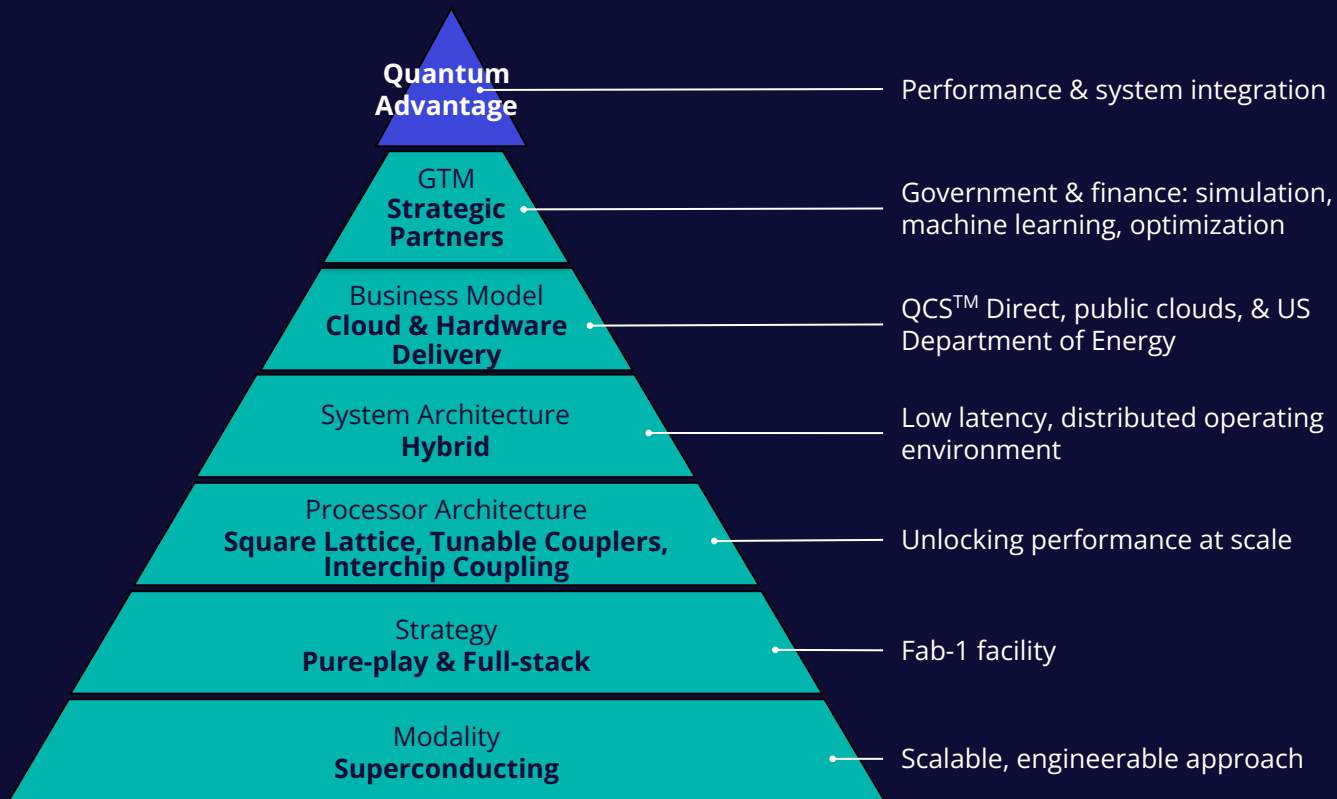 Quantum
Advantage
Performance & system integration
GTM
Strategic
Partners
Government & finance: simulation,
machine learning, optimization
Business Model
Cloud & Hardware
Delivery
QCS™ Direct, public clouds, & US
Department of Energy
System Architecture
Hybrid
Low latency, distributed operating
environment
Processor Architecture
Square Lattice, Tunable Couplers,
Interchip Coupling
Unlocking performance at scale
Strategy
Pure-play & Full-stack
Fab-1 facility
Modality
Superconducting
Scalable, engineerable approach